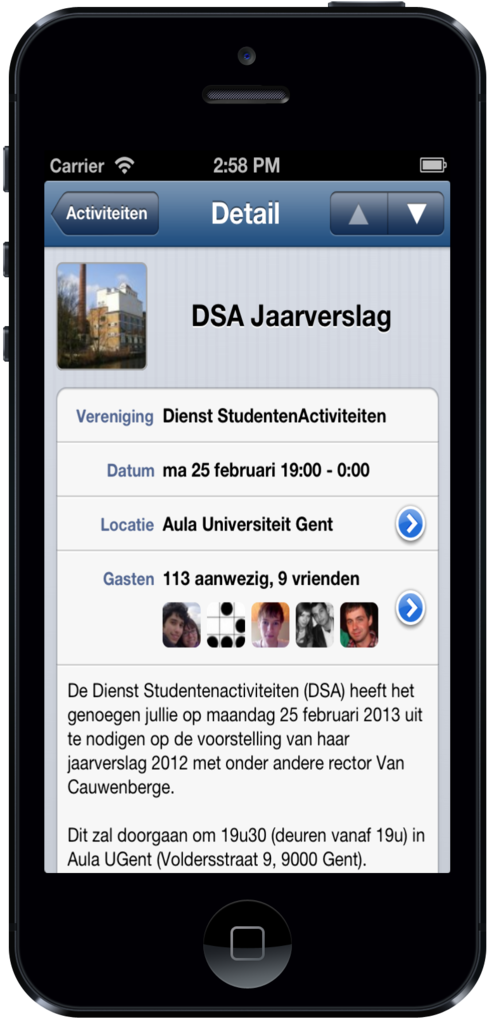 Carrier 2:58 PM
Activiteiten Detail
DSA Jaarverslag
Vereniging Dienst StudentenActiviteiten
Datum ma 25 februari 19:00 - 0:00
Locatie Aula Universiteit Gent
Gasten 113 aanwezig, 9 vrienden
De Dienst Studentenactiviteiten (DSA) heeft het
genoegen jullie op maandag 25 februari 2013 uit
te nodigen op de voorstelling van haar
jaarverslag 2012 met onder andere rector Van
Cauwenberge.
Dit zal doorgaan om 19u30 (deuren vanaf 19u) in
Aula UGent (Voldersstraat 9, 9000 Gent).